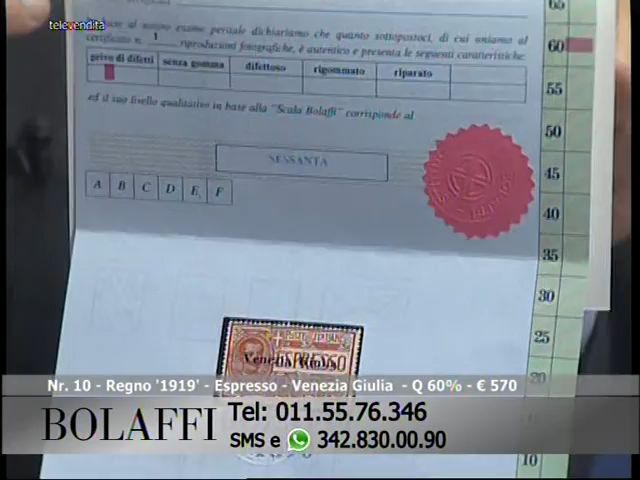 televendita
al nostro esame peritale dichiariamo che quanto sottopostoci, di cui uniamo al
certificato n. 1 riproduzioni fotografiche, è autentico e presenta le seguenti caratteristiche:
privo di difetti senza gomma difettoso rigommato riparato
ed il suo livello qualitativo in base alla "Scala Bolaffi" corrisponde al
SESSANTA
A B C D E F
65
60
55
50
45
40
35
30
25
20
10
Venezia Giulia
Nr. 10 - Regno '1919' - Espresso - Venezia Giulia - Q 60% - € 570
BOLAFFI
Tel: 011.55.76.346
SMS e 342.830.00.90